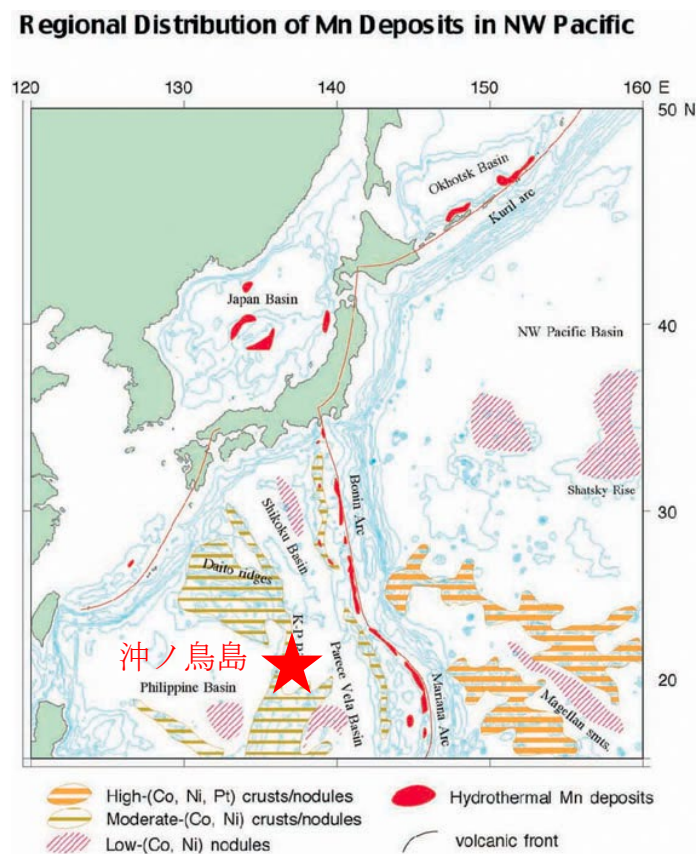 Regional Distribution of Mn Deposits in NW Pacific
120
130
140
150
160 E
50 N
Okhotsk Basin
Kuril arc
Japan Basin
40
NW Pacific Basin
Shatsky Rise
30
Bonin Arc
Shikoku Basin
Daito ridges
K-P R
沖ノ鳥島
20
Parece Vela Basin
Philippine Basin
Mariana Arc
Magellan smts.
High-(Co, Ni, Pt) crusts/nodules
Hydrothermal Mn deposits
Moderate-(Co, Ni) crusts/nodules
volcanic front
Low-(Co, Ni) nodules